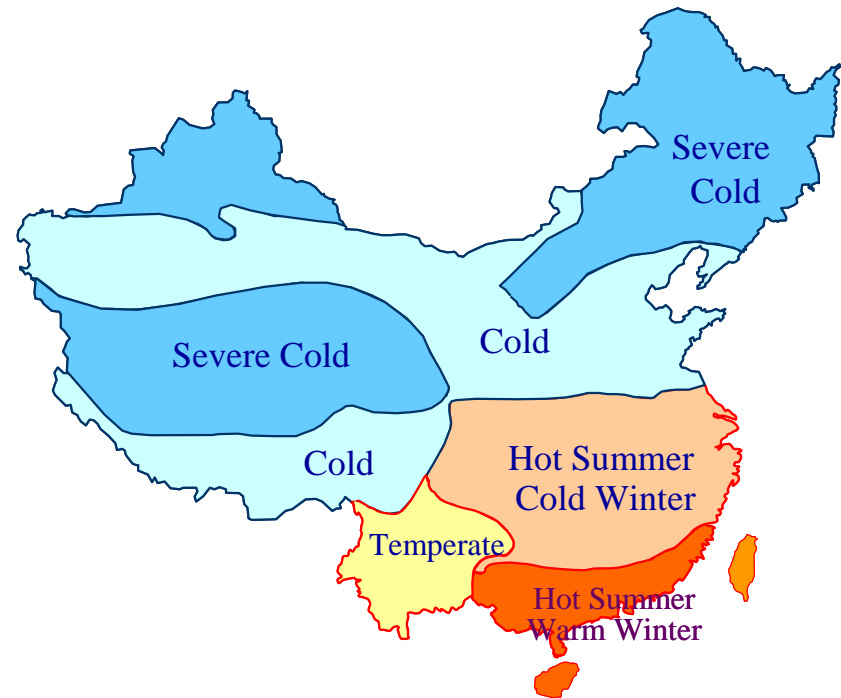 Severe
Cold
Severe Cold
Cold
Cold
Hot Summer
Cold Winter
Temperate
Hot Summer
Warm Winter